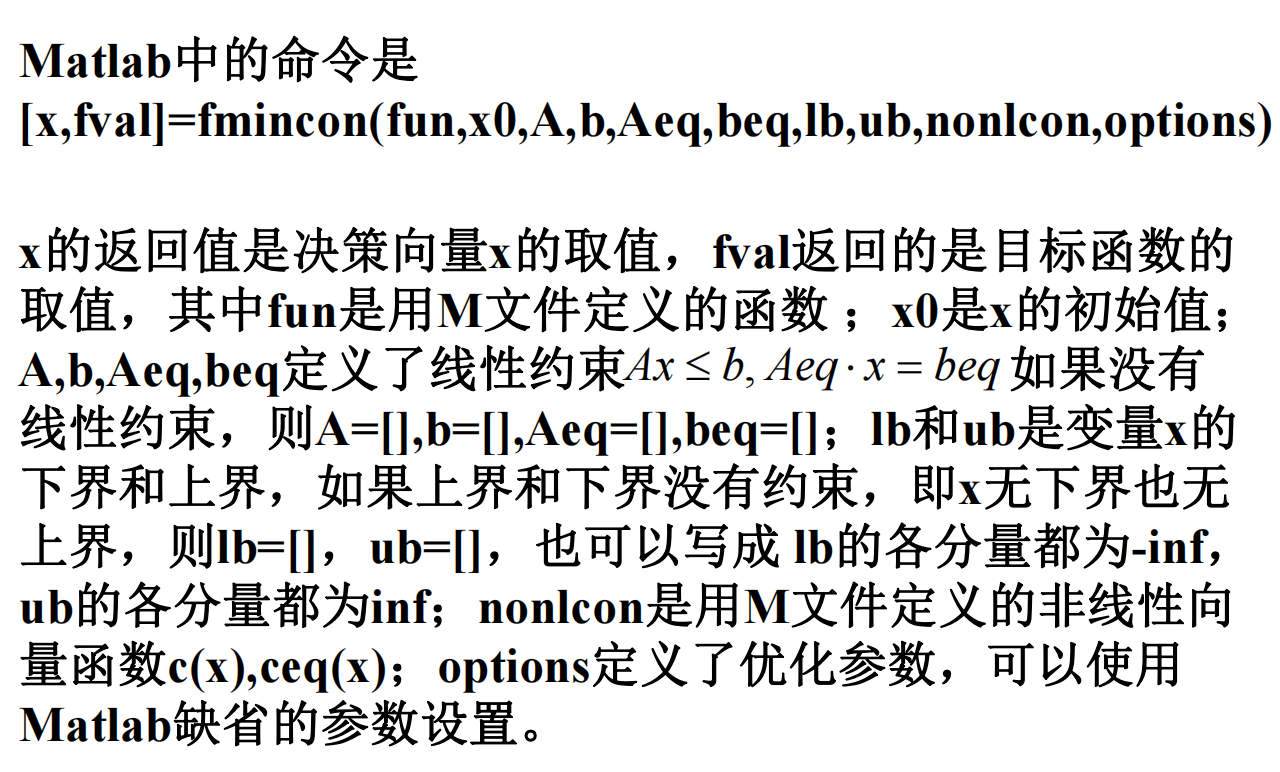 Matlab中的命令是
[x,fval]=fmincon(fun,x0,A,b,Aeq,beq,lb,ub,nonlcon,options)
x的返回值是决策向量x的取值，fval返回的是目标函数的
取值，其中fun是用M文件定义的函数；x0是x的初始值；
A,b,Aeq,beq定义了线性约束Ax ≤ b, Aeq · x = beq 如果没有
线性约束，则A=[],b=[],Aeq=[],beq=[]；lb和ub是变量x的
下界和上界，如果上界和下界没有约束，即x无下界也无
上界，则lb=[]，ub=[]，也可以写成 lb的各分量都为-inf，
ub的各分量都为inf；nonlcon是用M文件定义的非线性向
量函数c(x),ceq(x)；options定义了优化参数，可以使用
Matlab缺省的参数设置。